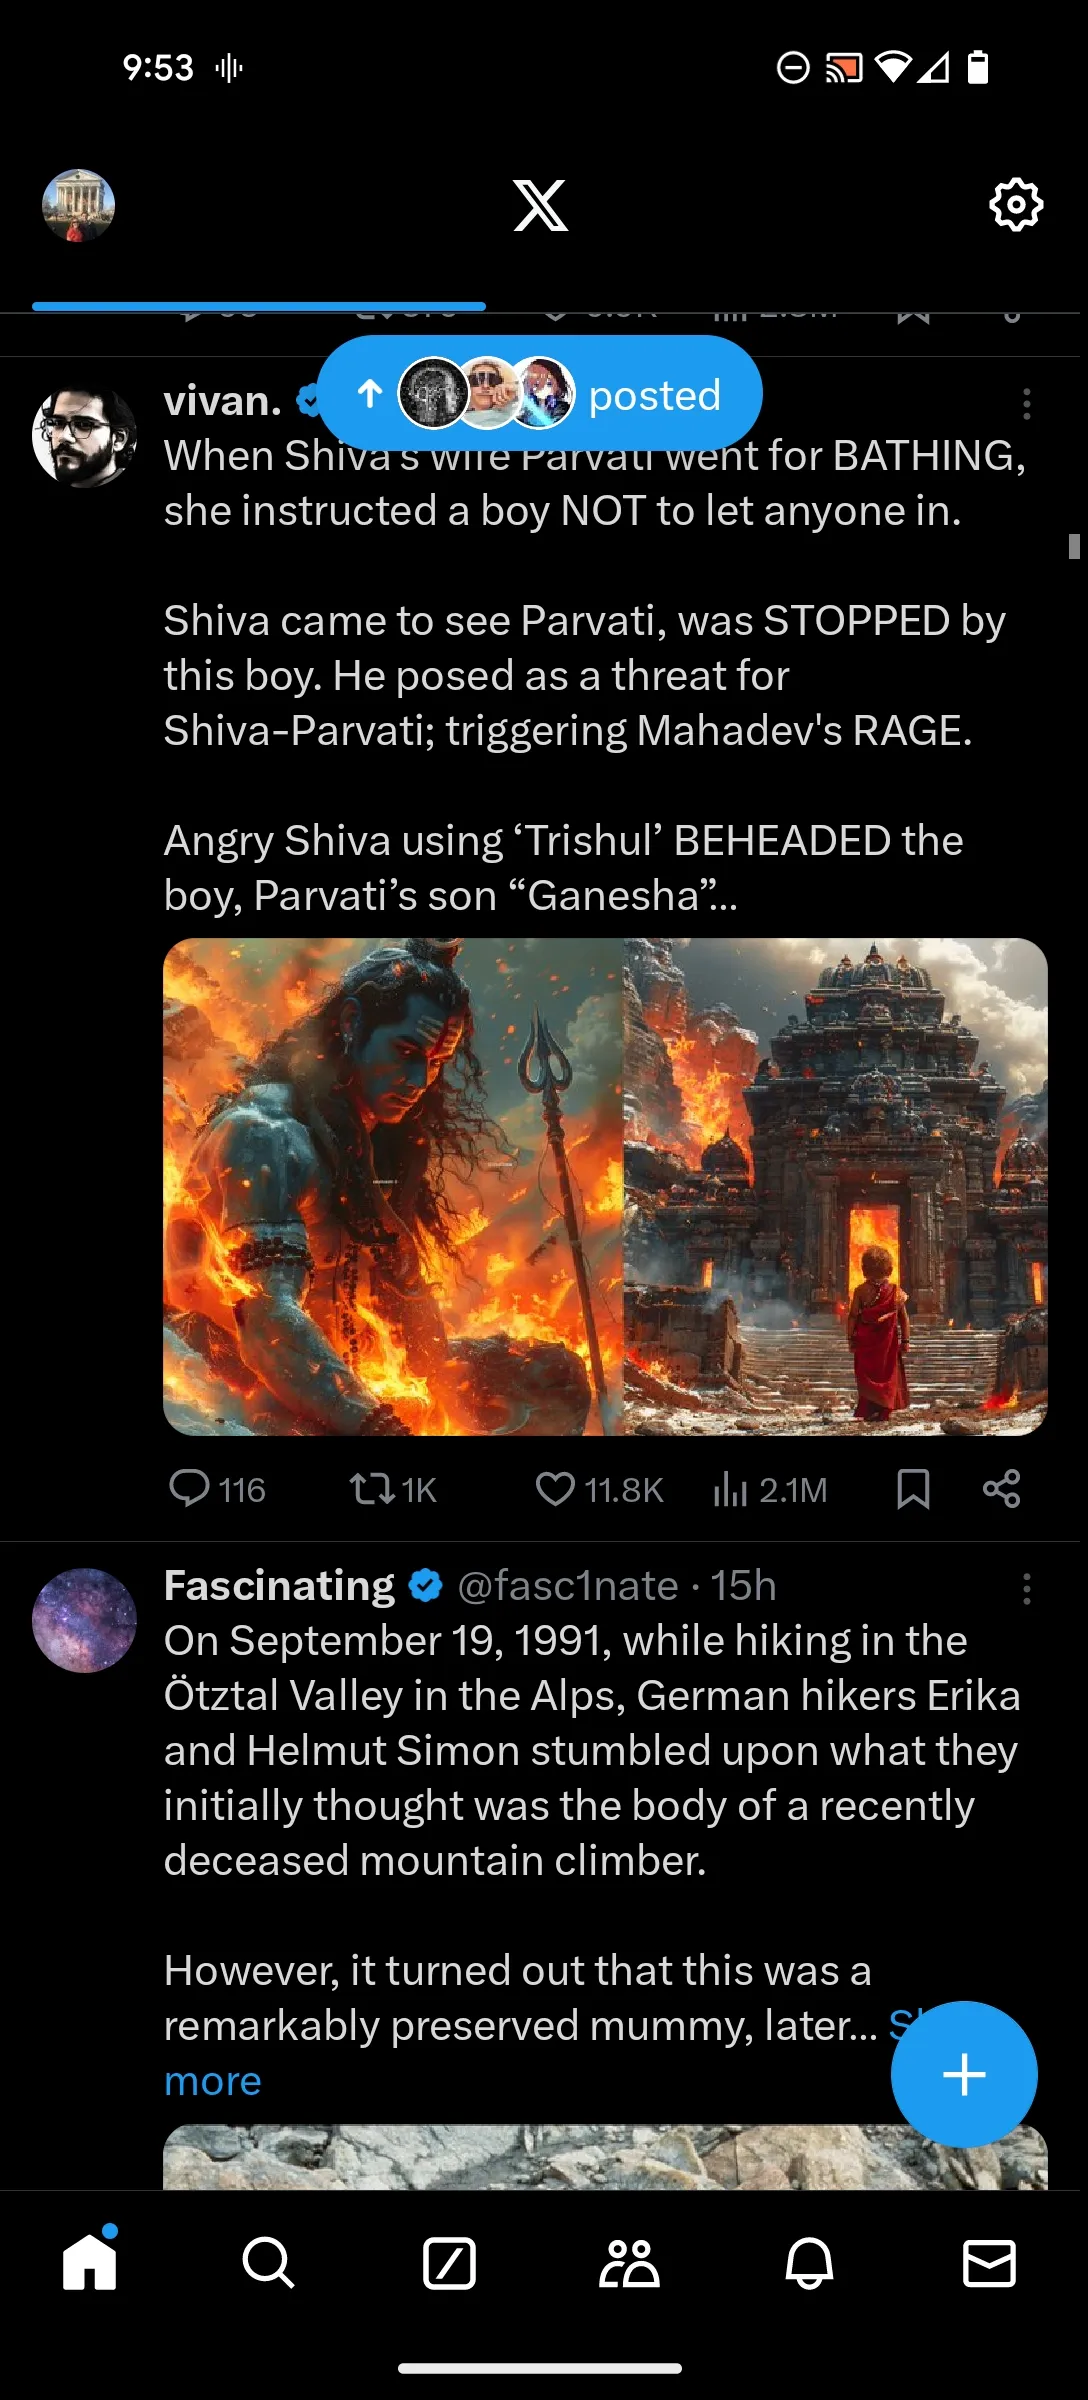 9:53
posted
vivan.
When Shiva's wife Parvati went for BATHING,
she instructed a boy NOT to let anyone in.
Shiva came to see Parvati, was STOPPED by
this boy. He posed as a threat for
Shiva-Parvati; triggering Mahadev's RAGE.
Angry Shiva using ‘Trishul’ BEHEADED the
boy, Parvati’s son “Ganesha”...
116 1K 11.8K 2.1M
Fascinating @fasc1nate · 15h
On September 19, 1991, while hiking in the
Ötztal Valley in the Alps, German hikers Erika
and Helmut Simon stumbled upon what they
initially thought was the body of a recently
deceased mountain climber.
However, it turned out that this was a
remarkably preserved mummy, later...
more